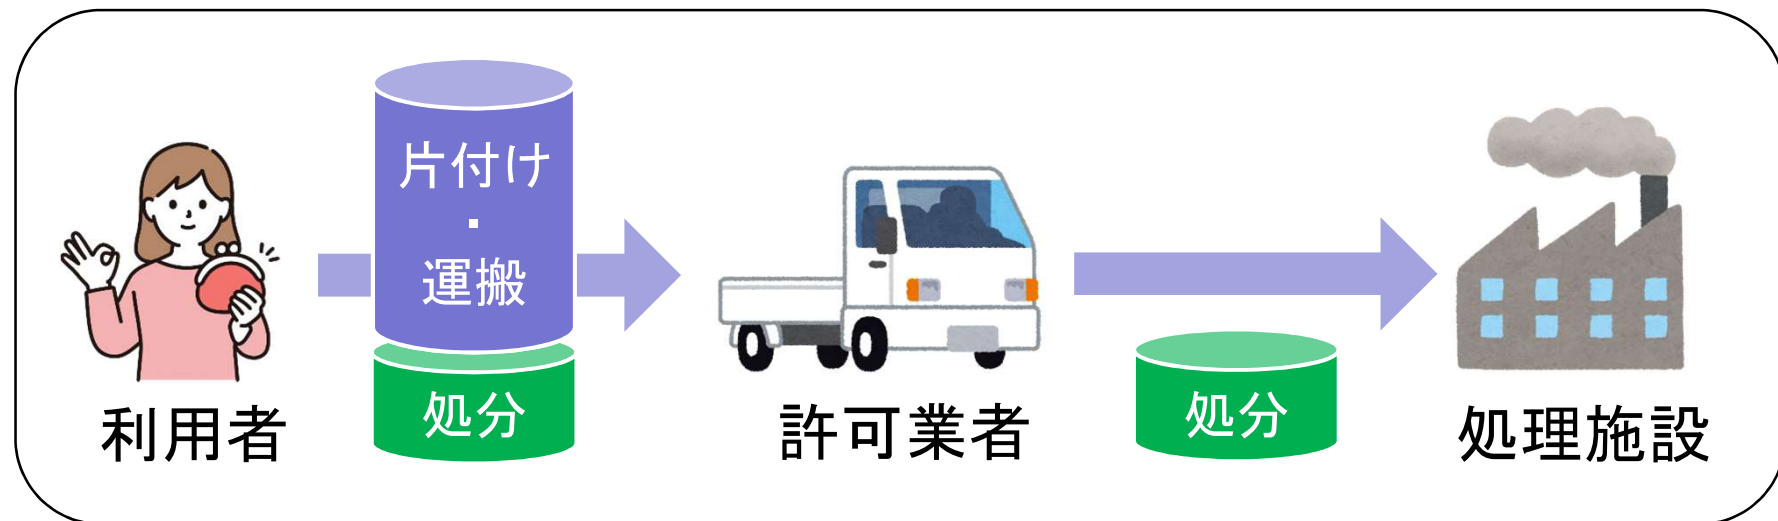 片付け
・
運搬
処分
処分
利用者
許可業者
処理施設